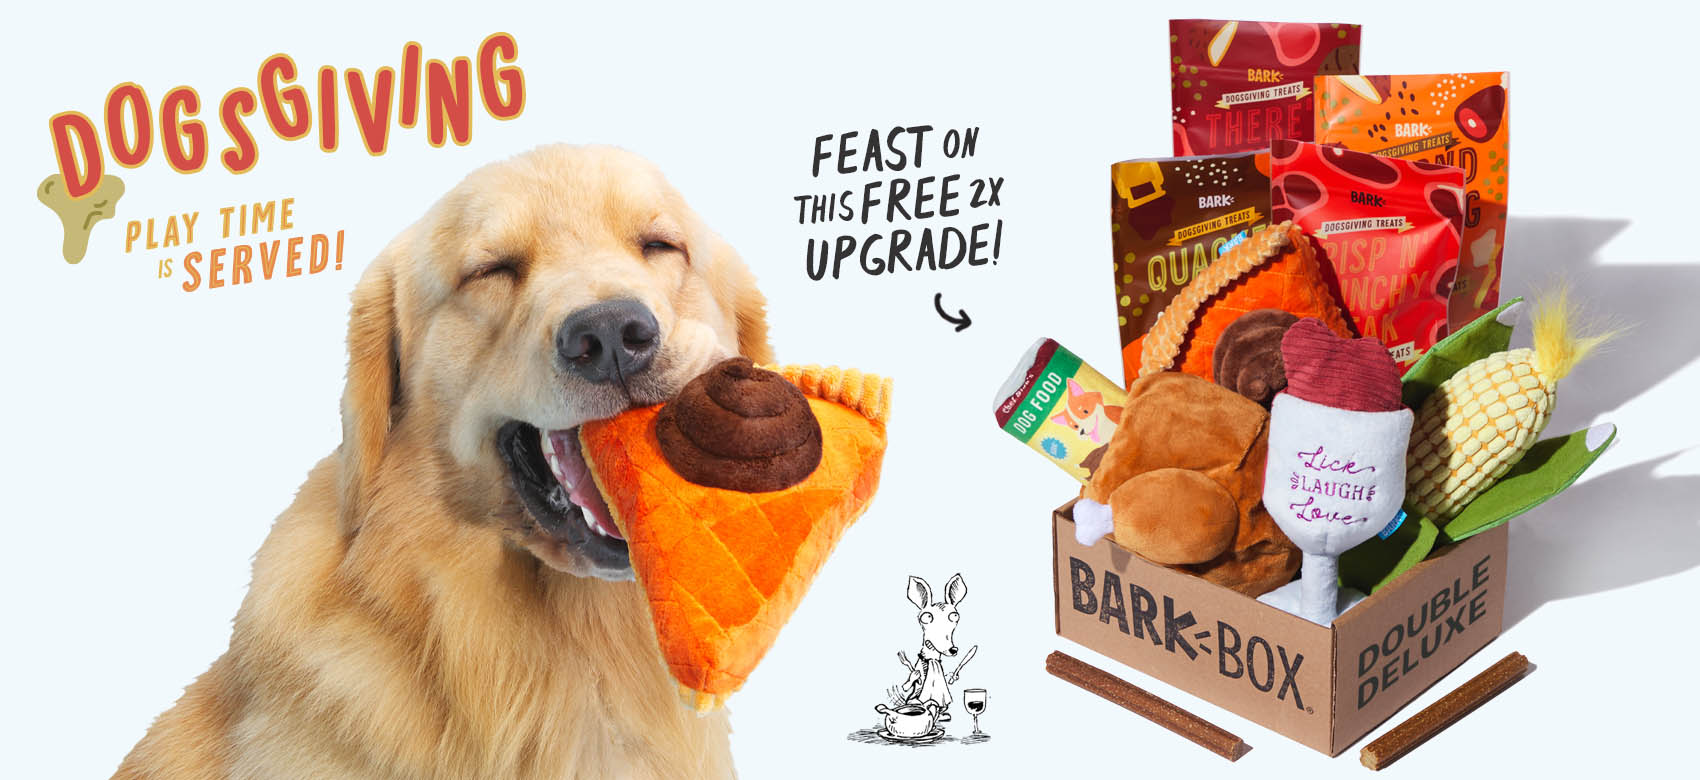 DOGSGIVING
PLAY TIME
IS SERVED!
FEAST ON
THIS FREE 2X
UPGRADE!
BARK
DOGSGIVING TREATS
THERE
BARK
DOGSGIVING TREATS
BARK
DOGSGIVING TREATS
BARK
DOGSGIVING TREATS
CRISP N'
DOG FOOD
Lick
LAUGH
Love
BARK BOX
DOUBLE
DELUXE